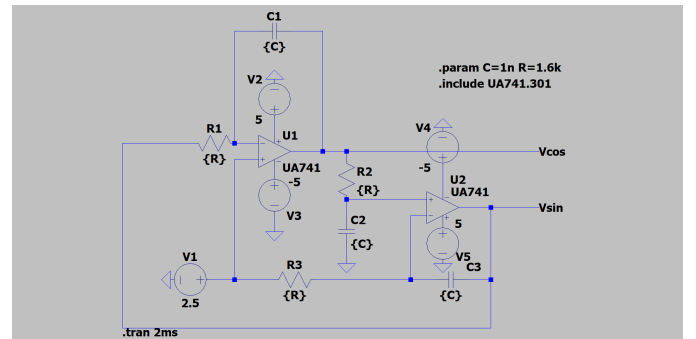 C1
{C}
.param C=1n R=1.6k
.include UA741.301
V2
5
R1
{R}
U1
UA741
-5
V3
V4
-5
Vcos
R2
{R}
U2
UA741
Vsin
C2
{C}
5
V5
V1
2.5
R3
{R}
C3
{C}
.tran 2ms